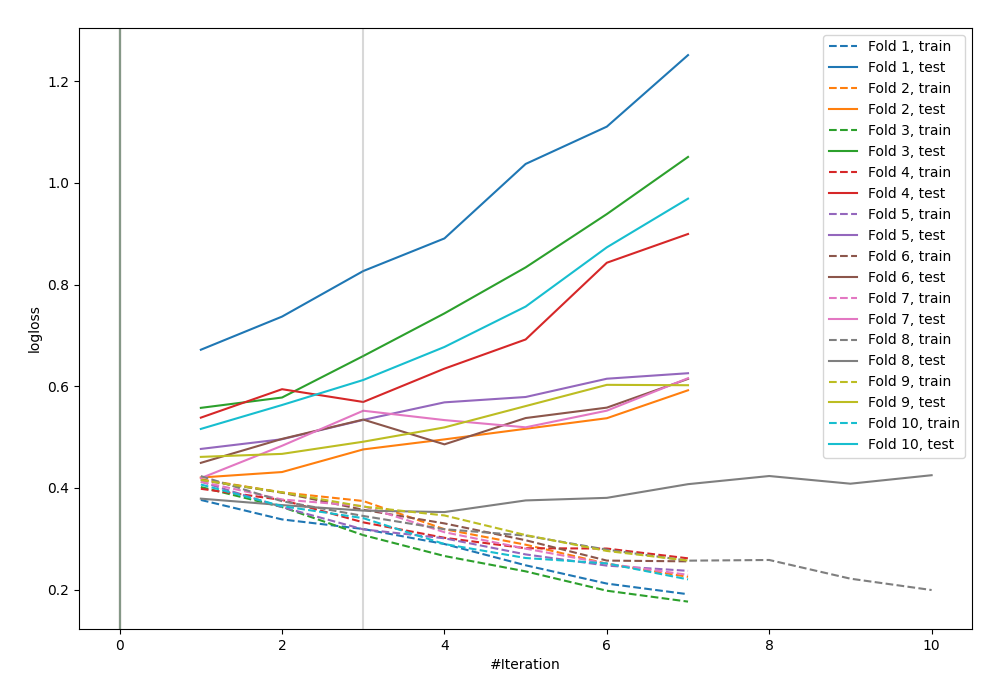 logloss
1.2
1.0
0.8
0.6
0.4
0.2
0
2
4
6
8
10
#Iteration
Fold 1, train
Fold 1, test
Fold 2, train
Fold 2, test
Fold 3, train
Fold 3, test
Fold 4, train
Fold 4, test
Fold 5, train
Fold 5, test
Fold 6, train
Fold 6, test
Fold 7, train
Fold 7, test
Fold 8, train
Fold 8, test
Fold 9, train
Fold 9, test
Fold 10, train
Fold 10, test